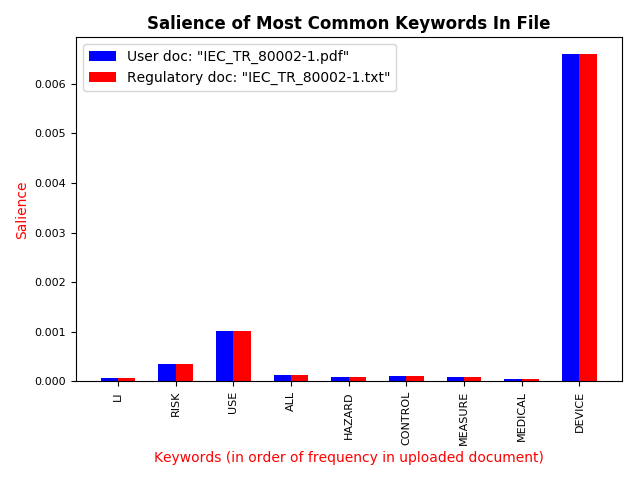 Salience of Most Common Keywords In File
User doc: "IEC_TR_80002-1.pdf"
Regulatory doc: "IEC_TR_80002-1.txt"
Salience
0.006
0.005
0.004
0.003
0.002
0.001
0.000
LI
RISK
USE
ALL
HAZARD
CONTROL
MEASURE
MEDICAL
DEVICE
Keywords (in order of frequency in uploaded document)